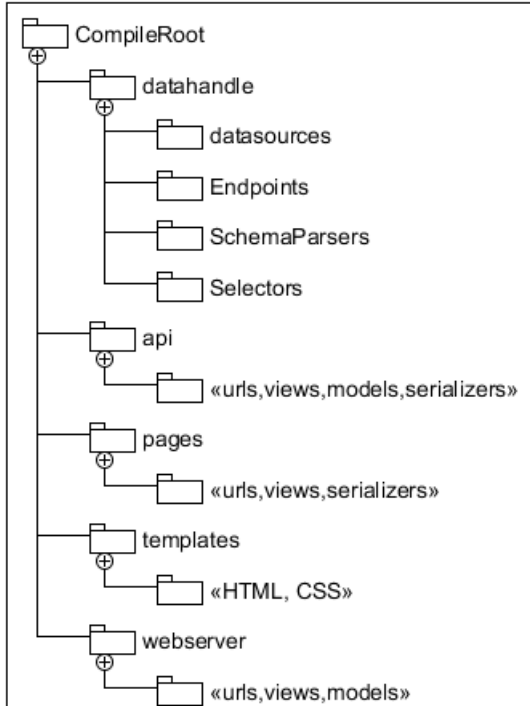 CompileRoot
datahandle
datasources
Endpoints
SchemaParsers
Selectors
api
«urls,views,models,serializers»
pages
«urls,views,serializers»
templates
«HTML, CSS»
webserver
«urls,views,models»